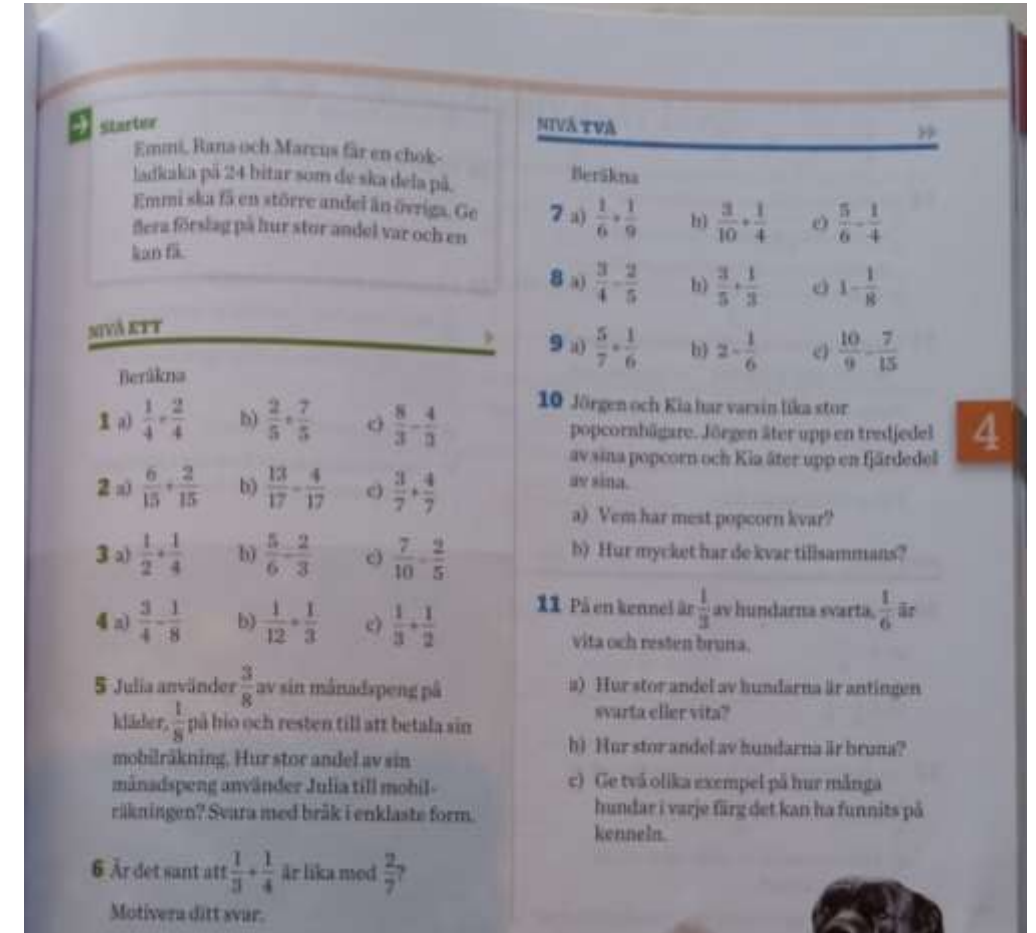 Starter
Emmi, Rana och Marcus får en chok-
ladkaka på 24 bitar som de ska dela på.
Emmi ska få en större andel än övriga. Ge
flera förslag på hur stor andel var och en
kan få.
NIVÅ ETT
Beräkna
1 a) 1/4 + 2/4 b) 2/5 + 7/5 c) 8/3 − 4/3
2 a) 6/15 + 2/15 b) 13/17 − 4/17 c) 3/7 + 4/7
3 a) 1/2 + 1/4 b) 5/6 − 2/3 c) 7/10 − 2/5
4 a) 3/4 − 1/8 b) 1/12 + 1/3 c) 1/3 + 1/2
5 Julia använder 3/8 av sin månadspeng på
kläder, 1/8 på bio och resten till att betala sin
mobilräkning. Hur stor andel av sin
månadspeng använder Julia till mobil-
räkningen? Svara med bråk i enklaste form.
6 Är det sant att 1/3 + 1/4 är lika med 2/7?
Motivera ditt svar.
NIVÅ TVÅ
Beräkna
7 a) 1/6 + 1/9 b) 3/10 + 1/4 c) 5/6 − 1/4
8 a) 3/4 − 2/5 b) 3/5 + 1/3 c) 1 − 1/8
9 a) 5/7 + 1/6 b) 2 − 1/6 c) 10/9 − 7/15
10 Jörgen och Kia har varsin lika stor
popcornbägare. Jörgen äter upp en tredjedel
av sina popcorn och Kia äter upp en fjärdedel
av sina.
a) Vem har mest popcorn kvar?
b) Hur mycket har de kvar tillsammans?
11 På en kennel är 1/3 av hundarna svarta, 1/6 är
vita och resten bruna.
a) Hur stor andel av hundarna är antingen
svarta eller vita?
b) Hur stor andel av hundarna är bruna?
c) Ge två olika exempel på hur många
hundar i varje färg det kan ha funnits på
kenneln.
4